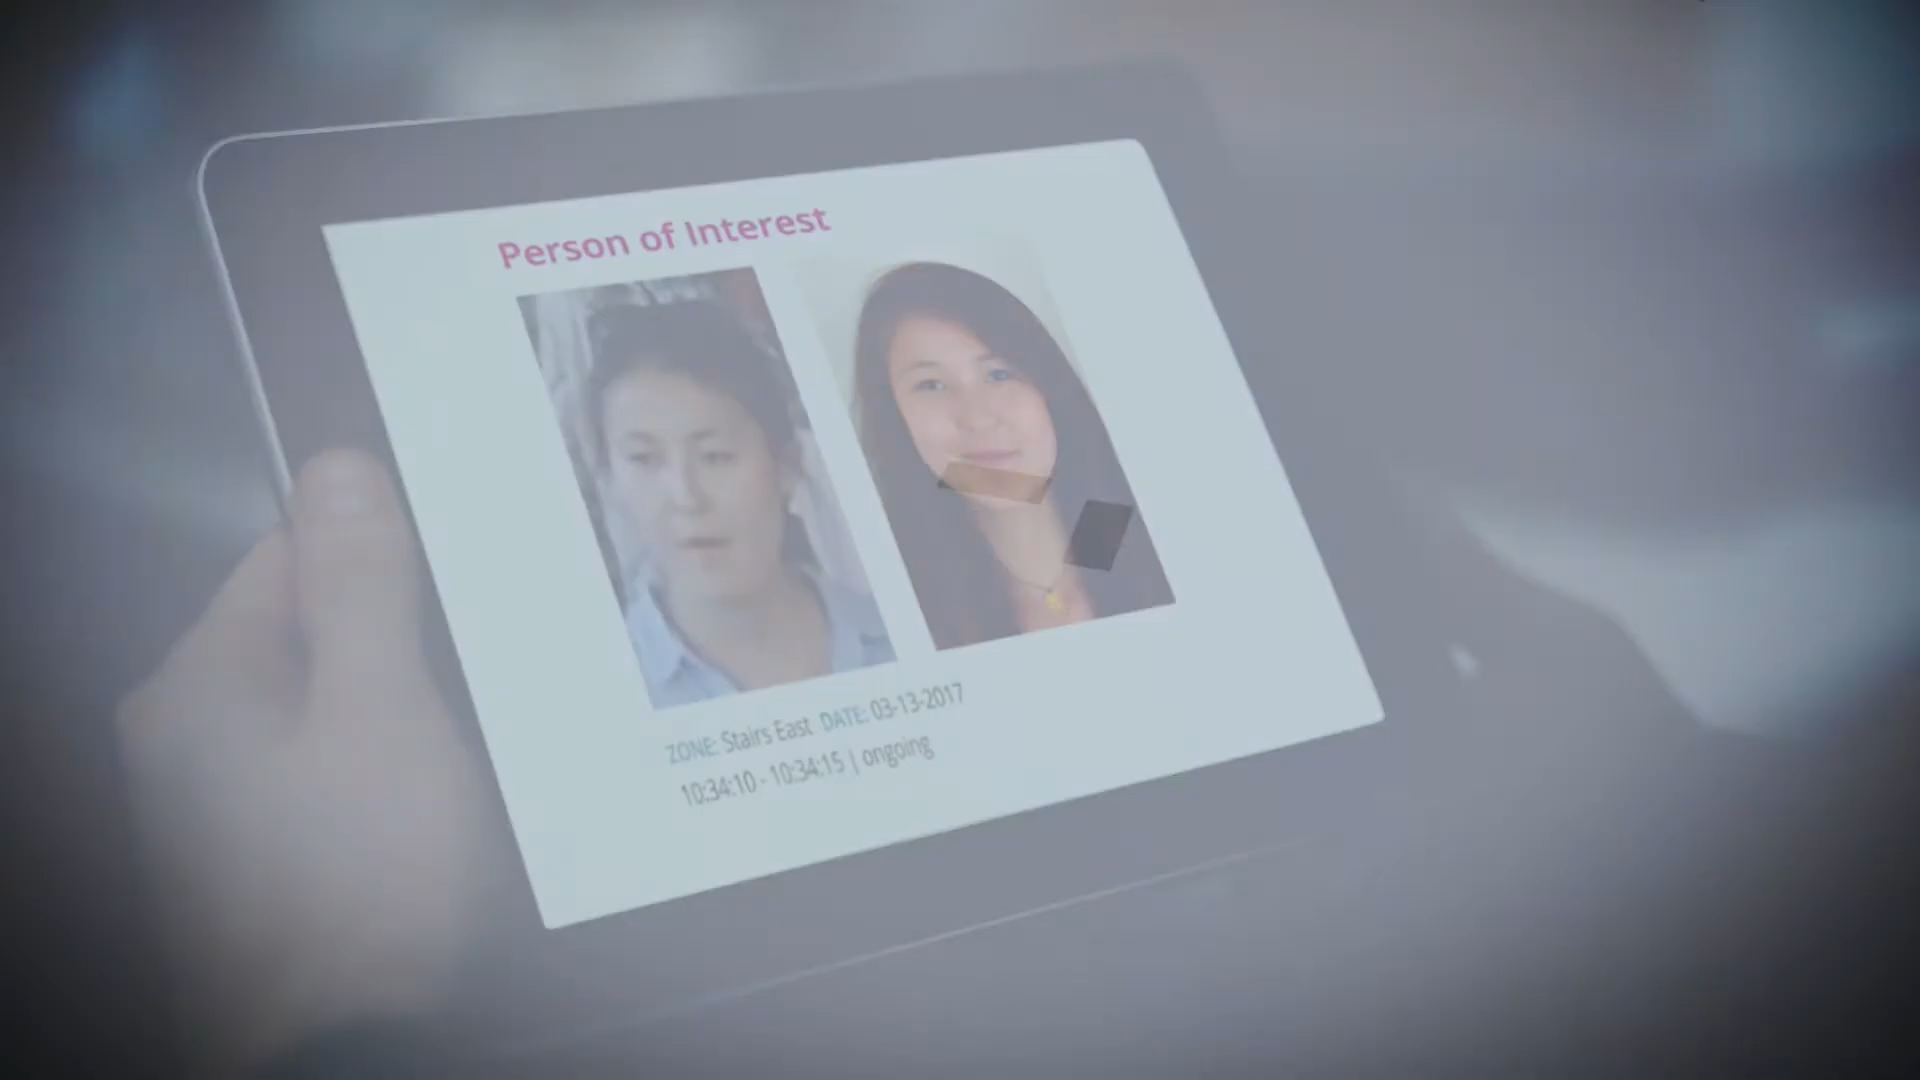 Person of Interest
ZONE: Stairs East DATE: 03-13-2017
10:34:10 - 10:34:15 | ongoing